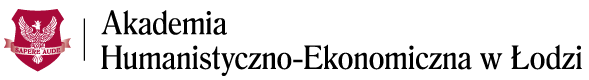 SAPERE AUDE
Akademia
Humanistyczno-Ekonomiczna w Łodzi